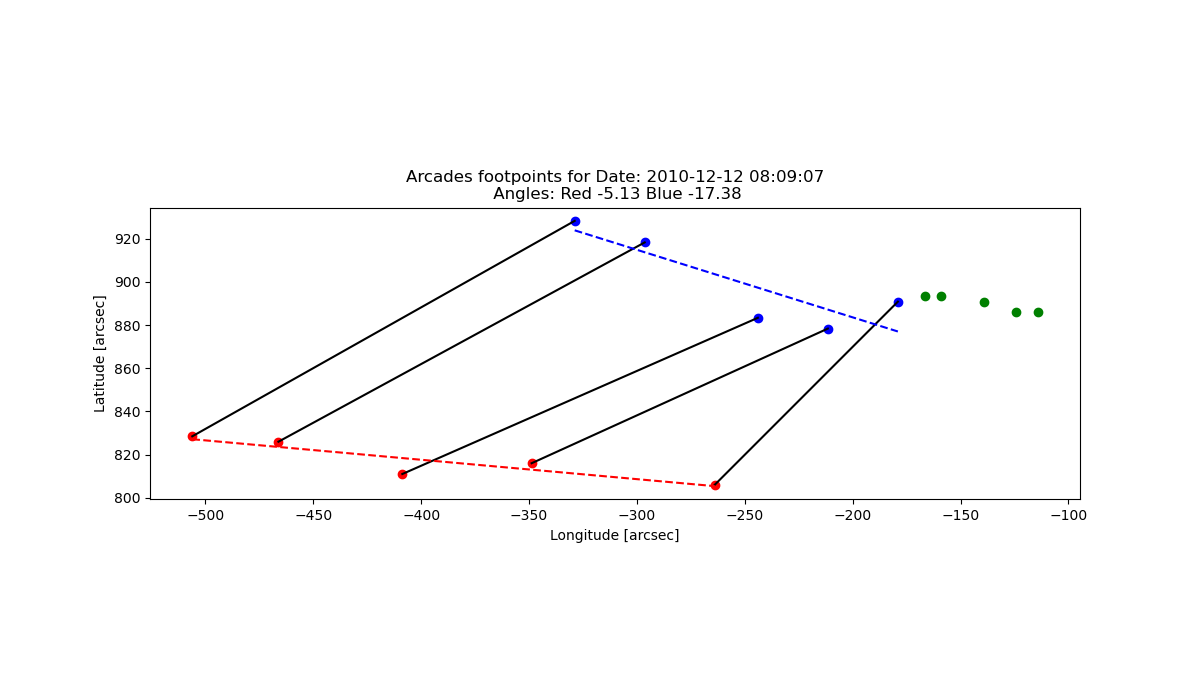 Arcades footpoints for Date: 2010-12-12 08:09:07
Angles: Red -5.13 Blue -17.38
Latitude [arcsec]
920
900
880
860
840
820
800
−500 −450 −400 −350 −300 −250 −200 −150 −100
Longitude [arcsec]